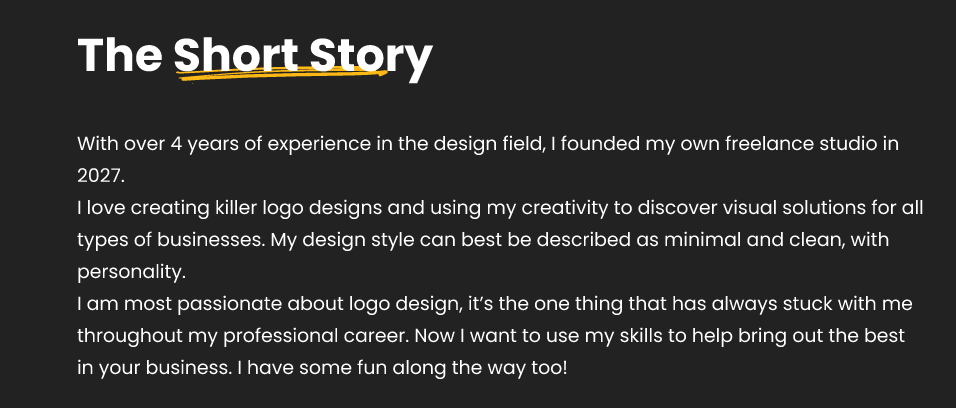 The Short Story
With over 4 years of experience in the design field, I founded my own freelance studio in
2027.
I love creating killer logo designs and using my creativity to discover visual solutions for all
types of businesses. My design style can best be described as minimal and clean, with
personality.
I am most passionate about logo design, it’s the one thing that has always stuck with me
throughout my professional career. Now I want to use my skills to help bring out the best
in your business. I have some fun along the way too!